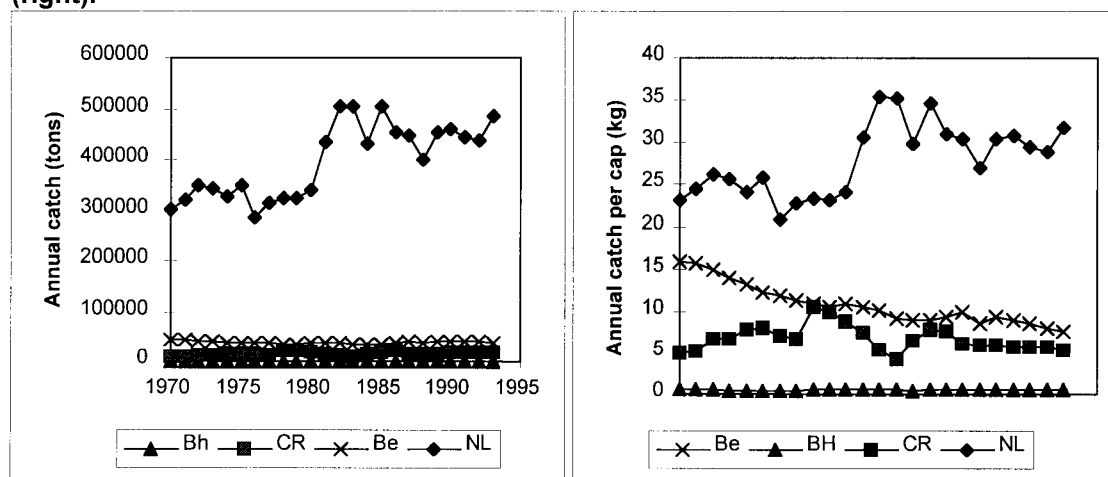 (right).
Annual catch (tons)
600000
500000
400000
300000
200000
100000
0
1970 1975 1980 1985 1990 1995
Bh CR Be NL
Annual catch per cap (kg)
40
35
30
25
20
15
10
5
0
Be BH CR NL